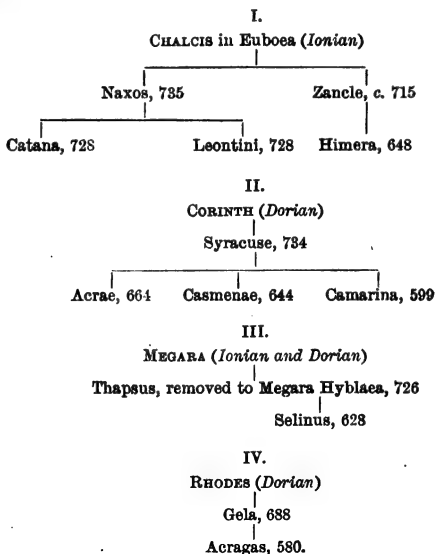 I.
CHALCIS in Euboea (Ionian)
Naxos, 735 Zancle, c. 715
Catana, 728 Leontini, 728 Himera, 648
II.
CORINTH (Dorian)
Syracuse, 734
Acrae, 664 Casmenae, 644 Camarina, 599
III.
MEGARA (Ionian and Dorian)
Thapsus, removed to Megara Hyblaea, 726
Selinus, 628
IV.
RHODES (Dorian)
Gela, 688
Acragas, 580.